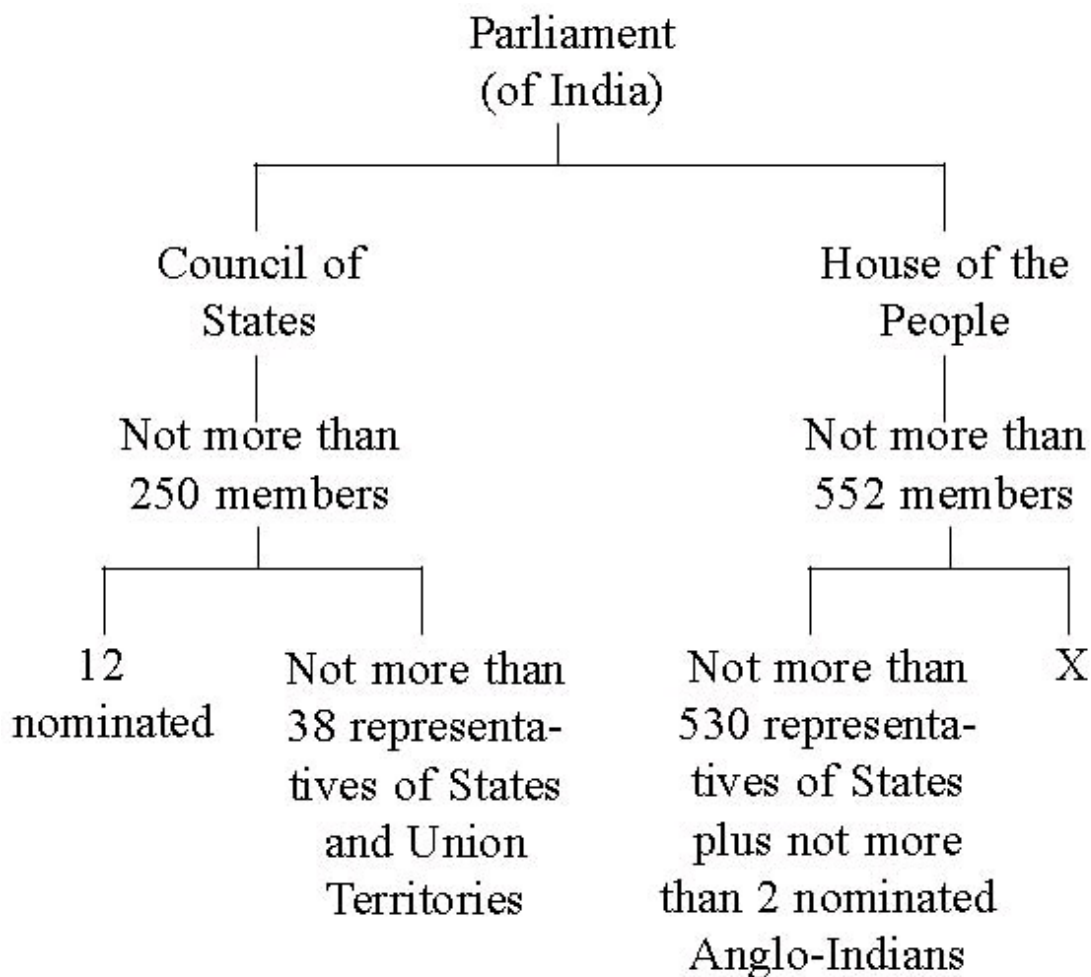 Parliament
(of India)
Council of
States
House of the
People
Not more than
250 members
Not more than
552 members
12
nominated
Not more than
38 representa-
tives of States
and Union
Territories
Not more than
530 representa-
tives of States
plus not more
than 2 nominated
Anglo-Indians
X